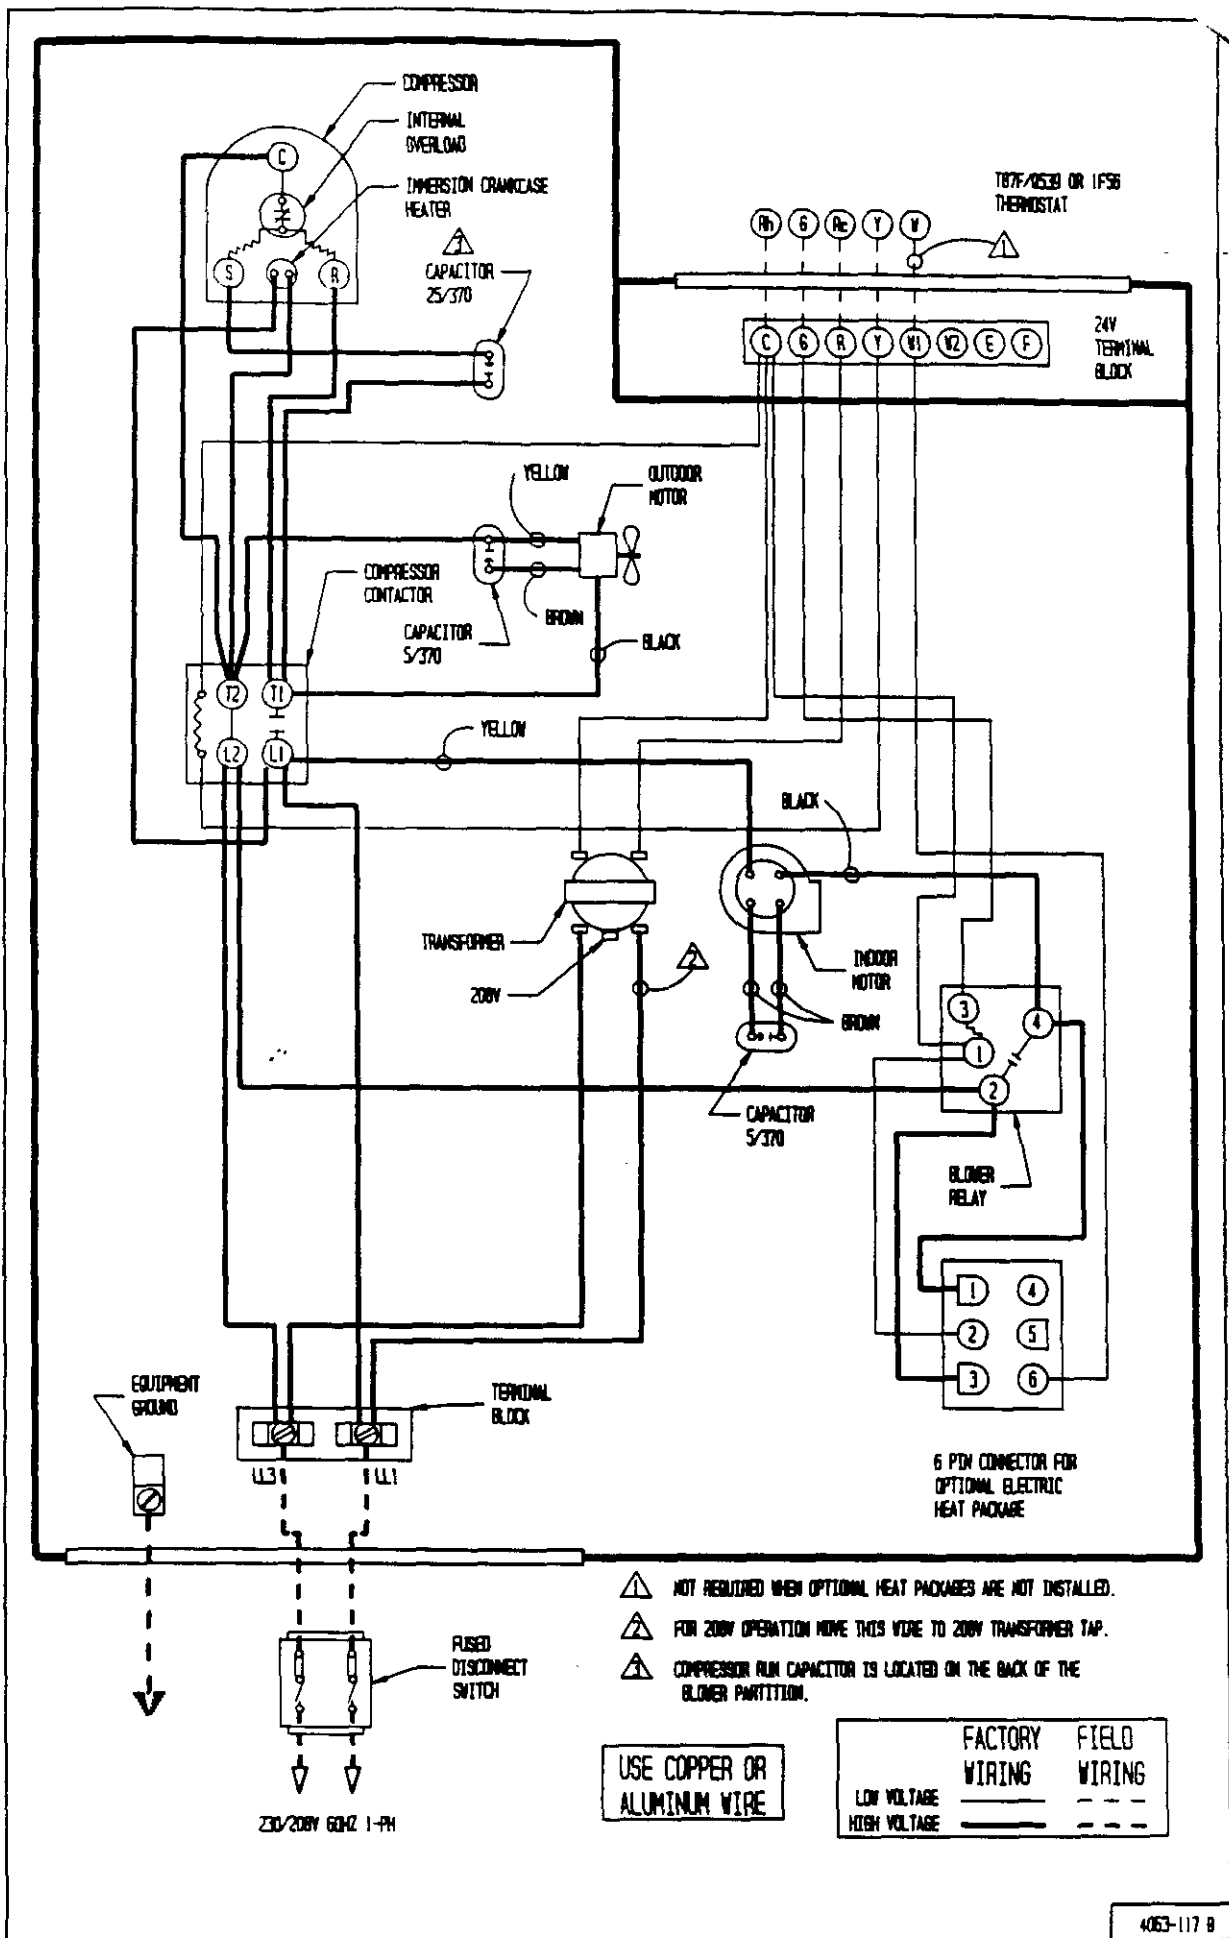 COMPRESSOR
INTERNAL
OVERLOAD
IMMERSION CRANKCASE
HEATER
C
S
R
3
CAPACITOR
25/370
T87F/Q539 OR 1F56
THERMOSTAT
Rh G Rc Y W
1
C G R Y W1 W2 E F
24V
TERMINAL
BLOCK
YELLOW
OUTDOOR
MOTOR
COMPRESSOR
CONTACTOR
BROWN
CAPACITOR
5/370
BLACK
T2 T1
L2 L1
YELLOW
BLACK
TRANSFORMER
208V
2
INDOOR
MOTOR
BROWN
CAPACITOR
5/370
3
4
1
2
BLOWER
RELAY
1 4
2 5
3 6
6 PIN CONNECTOR FOR
OPTIONAL ELECTRIC
HEAT PACKAGE
EQUIPMENT
GROUND
TERMINAL
BLOCK
LL3 LL1
FUSED
DISCONNECT
SWITCH
230/208V 60HZ 1-PH
1 NOT REQUIRED WHEN OPTIONAL HEAT PACKAGES ARE NOT INSTALLED.
2 FOR 208V OPERATION MOVE THIS WIRE TO 208V TRANSFORMER TAP.
3 COMPRESSOR RUN CAPACITOR IS LOCATED ON THE BACK OF THE
BLOWER PARTITION.
USE COPPER OR
ALUMINUM WIRE
FACTORY FIELD
WIRING WIRING
LOW VOLTAGE
HIGH VOLTAGE
4063-117 B